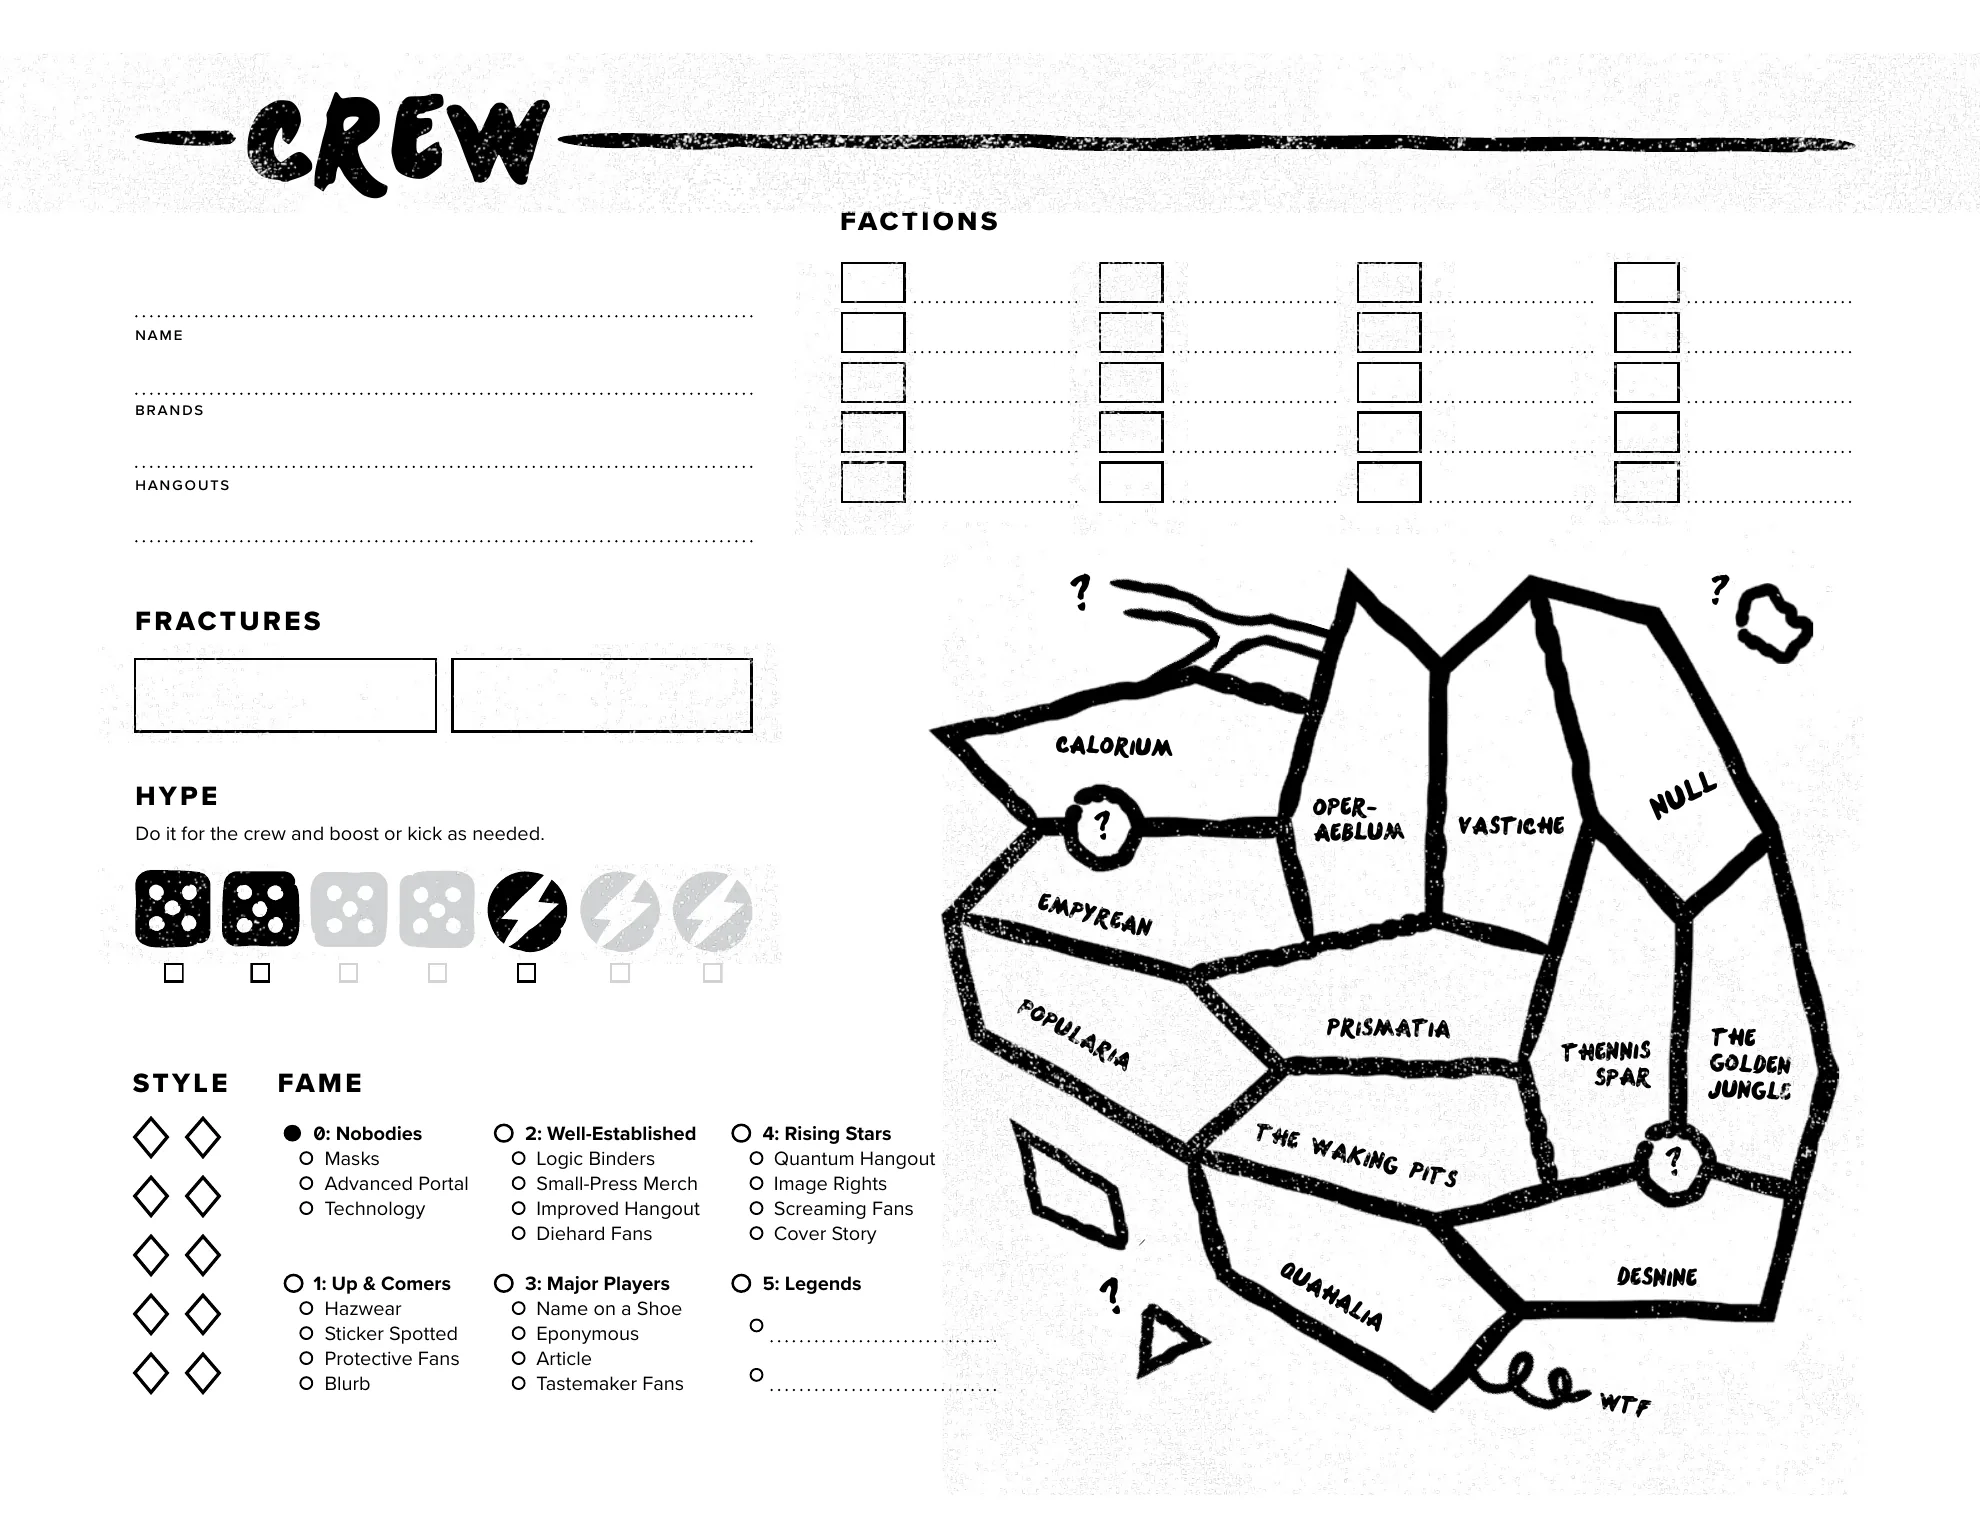 CREW
NAME
BRANDS
HANGOUTS
FACTIONS
FRACTURES
HYPE
Do it for the crew and boost or kick as needed.
STYLE
FAME
0: Nobodies
Masks
Advanced Portal
Technology
1: Up & Comers
Hazwear
Sticker Spotted
Protective Fans
Blurb
2: Well-Established
Logic Binders
Small-Press Merch
Improved Hangout
Diehard Fans
3: Major Players
Name on a Shoe
Eponymous
Article
Tastemaker Fans
4: Rising Stars
Quantum Hangout
Image Rights
Screaming Fans
Cover Story
5: Legends
?
?
CALORIUM
?
OPER-
AEBLUM
VASTICHE
NULL
EMPYREAN
POPULARIA
PRISMATIA
THENNIS
SPAR
THE
GOLDEN
JUNGLE
THE WAKING PITS
?
QUAHALIA
DESNINE
?
WTF